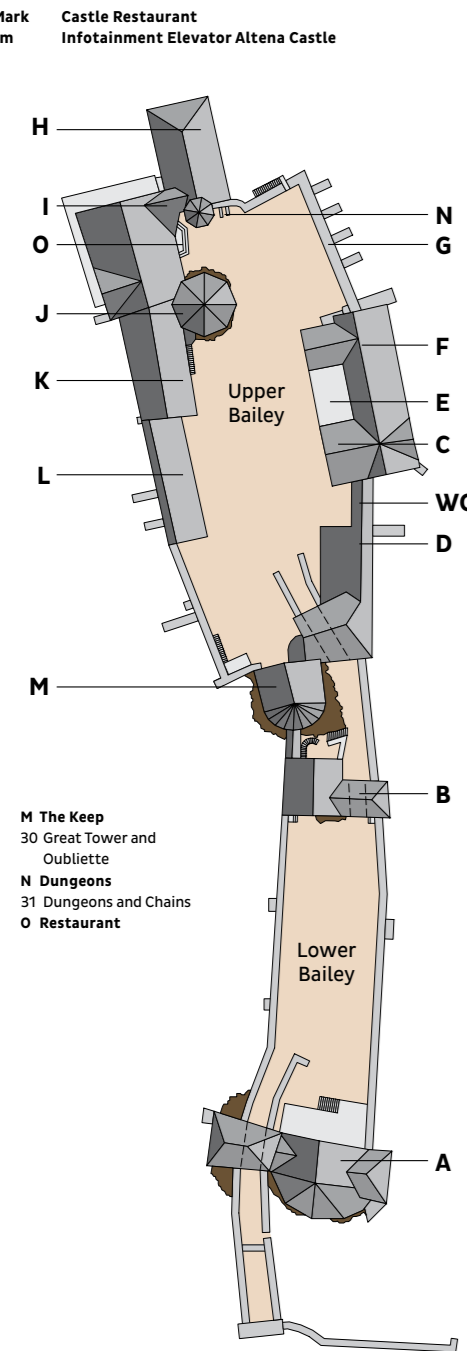 Mark Castle Restaurant
m Infotainment Elevator Altena Castle
H
I
N
O
G
J
F
K
Upper
Bailey
E
C
L
WC
D
M
B
M The Keep
30 Great Tower and
Oubliette
N Dungeons
31 Dungeons and Chains
O Restaurant
Lower
Bailey
A